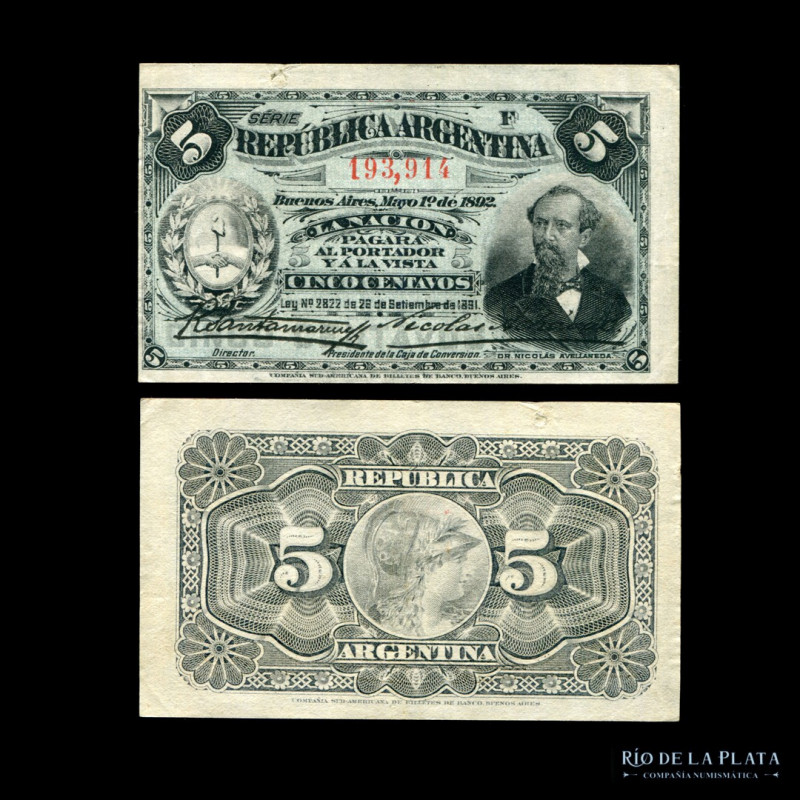 5 SERIE F 5
REPÚBLICA ARGENTINA
193,914
Buenos Aires, Mayo 1º de 1892.
LA NACION
PAGARÁ
5 AL PORTADOR 5
Y Á LA VISTA
CINCO CENTAVOS
Ley Nº 2822 de 26 de Setiembre de 1891.
Director. Presidente de la Caja de Conversion. DR NICOLÁS AVELLANEDA.
5 5
COMPAÑIA SUD-AMERICANA DE BILLETES DE BANCO, BUENOS AIRES.
REPUBLICA
5 5
ARGENTINA
COMPAÑIA SUD-AMERICANA DE BILLETES DE BANCO, BUENOS AIRES.
RÍO DE LA PLATA
COMPAÑÍA NUMISMÁTICA